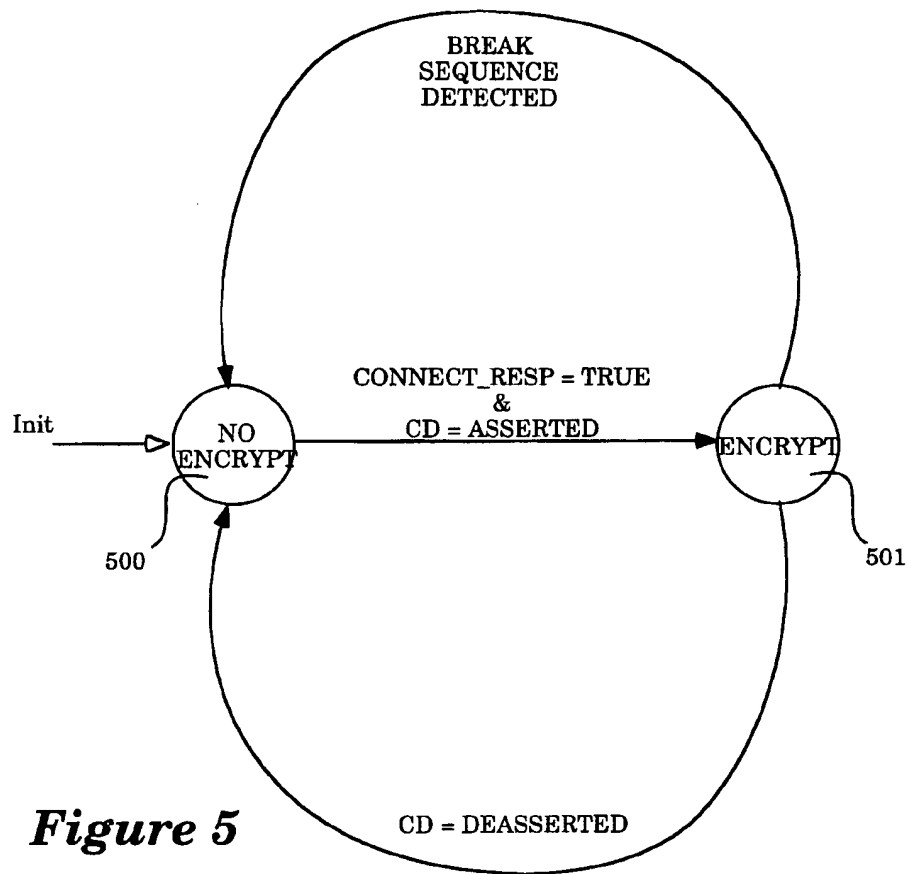 BREAK
SEQUENCE
DETECTED
CONNECT_RESP = TRUE
&
CD = ASSERTED
Init
NO
ENCRYPT
ENCRYPT
500
501
CD = DEASSERTED
Figure 5